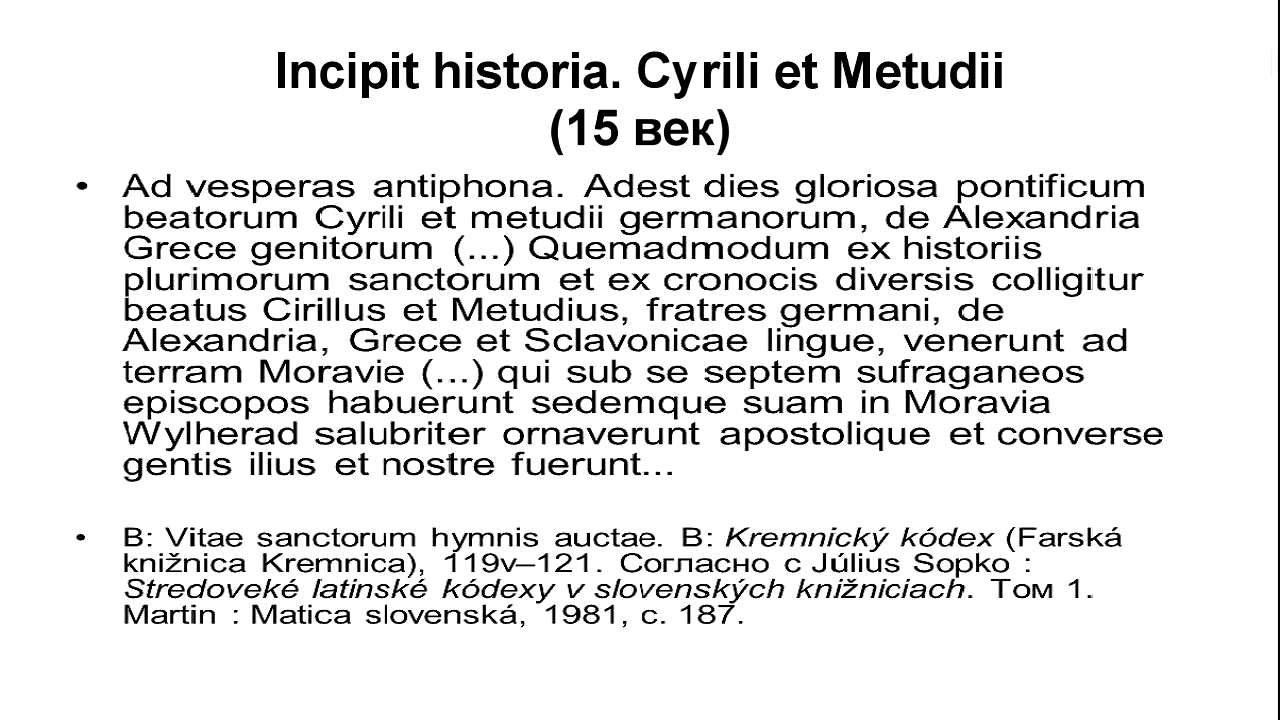 Incipit historia. Cyrili et Metudii
(15 век)
• Ad vesperas antiphona. Adest dies gloriosa pontificum
beatorum Cyrili et metudii germanorum, de Alexandria
Grece genitorum (...) Quemadmodum ex historiis
plurimorum sanctorum et ex cronocis diversis colligitur
beatus Cirillus et Metudius, fratres germani, de
Alexandria, Grece et Sclavonicae lingue, venerunt ad
terram Moravie (...) qui sub se septem sufraganeos
episcopos habuerunt sedemque suam in Moravia
Wylherad salubriter ornaverunt apostolique et converse
gentis ilius et nostre fuerunt...
• В: Vitae sanctorum hymnis auctae. В: Kremnický kódex (Farská
knižnica Kremnica), 119v–121. Согласно с Július Sopko :
Stredoveké latinské kódexy v slovenských knižniciach. Том 1.
Martin : Matica slovenská, 1981, с. 187.